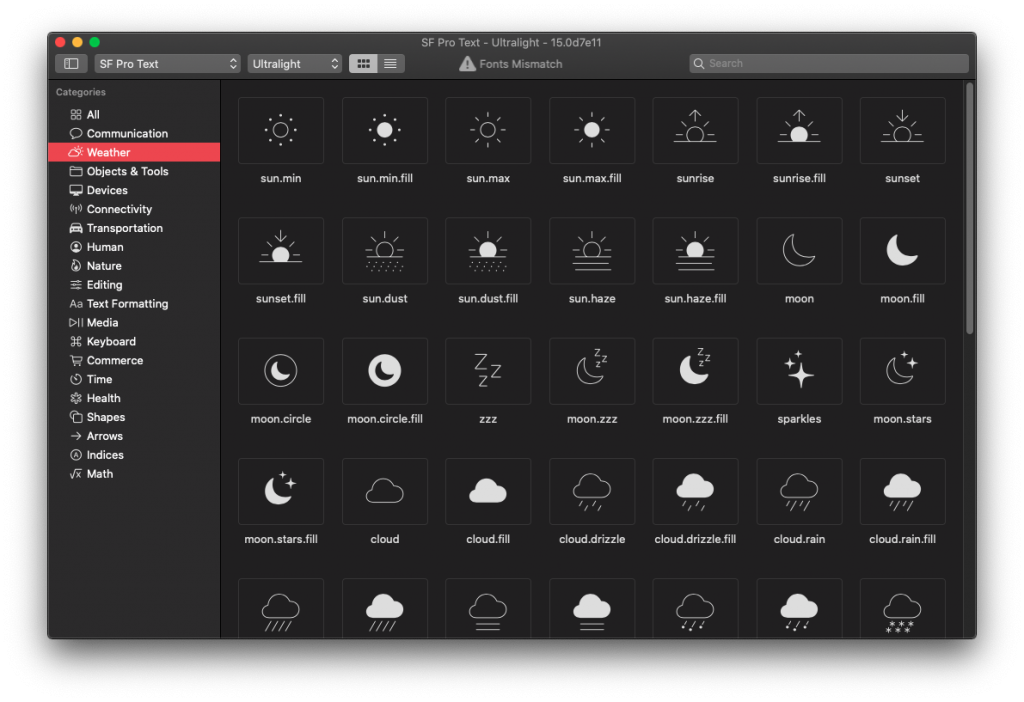 SF Pro Text - Ultralight - 15.0d7e11
SF Pro Text Ultralight Fonts Mismatch Search
Categories
All
Communication
Weather
Objects & Tools
Devices
Connectivity
Transportation
Human
Nature
Editing
Aa Text Formatting
Media
Keyboard
Commerce
Time
Health
Shapes
Arrows
A Indices
√x Math
sun.min sun.min.fill sun.max sun.max.fill sunrise sunrise.fill sunset
sunset.fill sun.dust sun.dust.fill sun.haze sun.haze.fill moon moon.fill
Z Z Z z z z z z z
moon.circle moon.circle.fill zzz moon.zzz moon.zzz.fill sparkles moon.stars
moon.stars.fill cloud cloud.fill cloud.drizzle cloud.drizzle.fill cloud.rain cloud.rain.fill